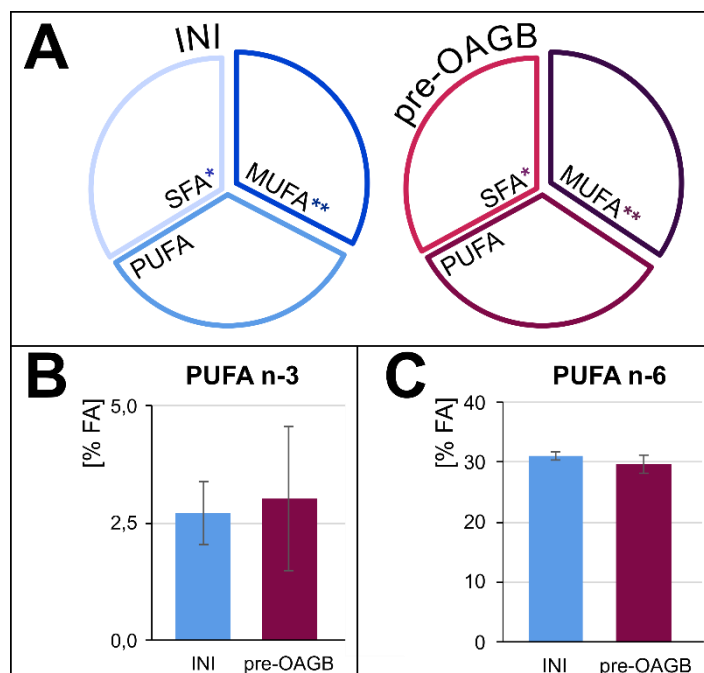 A
INI
SFA*
MUFA**
PUFA
pre-OAGB
SFA*
MUFA**
PUFA
B
PUFA n-3
[% FA]
5,0
2,5
0,0
INI
pre-OAGB
C
PUFA n-6
[% FA]
40
30
20
10
0
INI
pre-OAGB